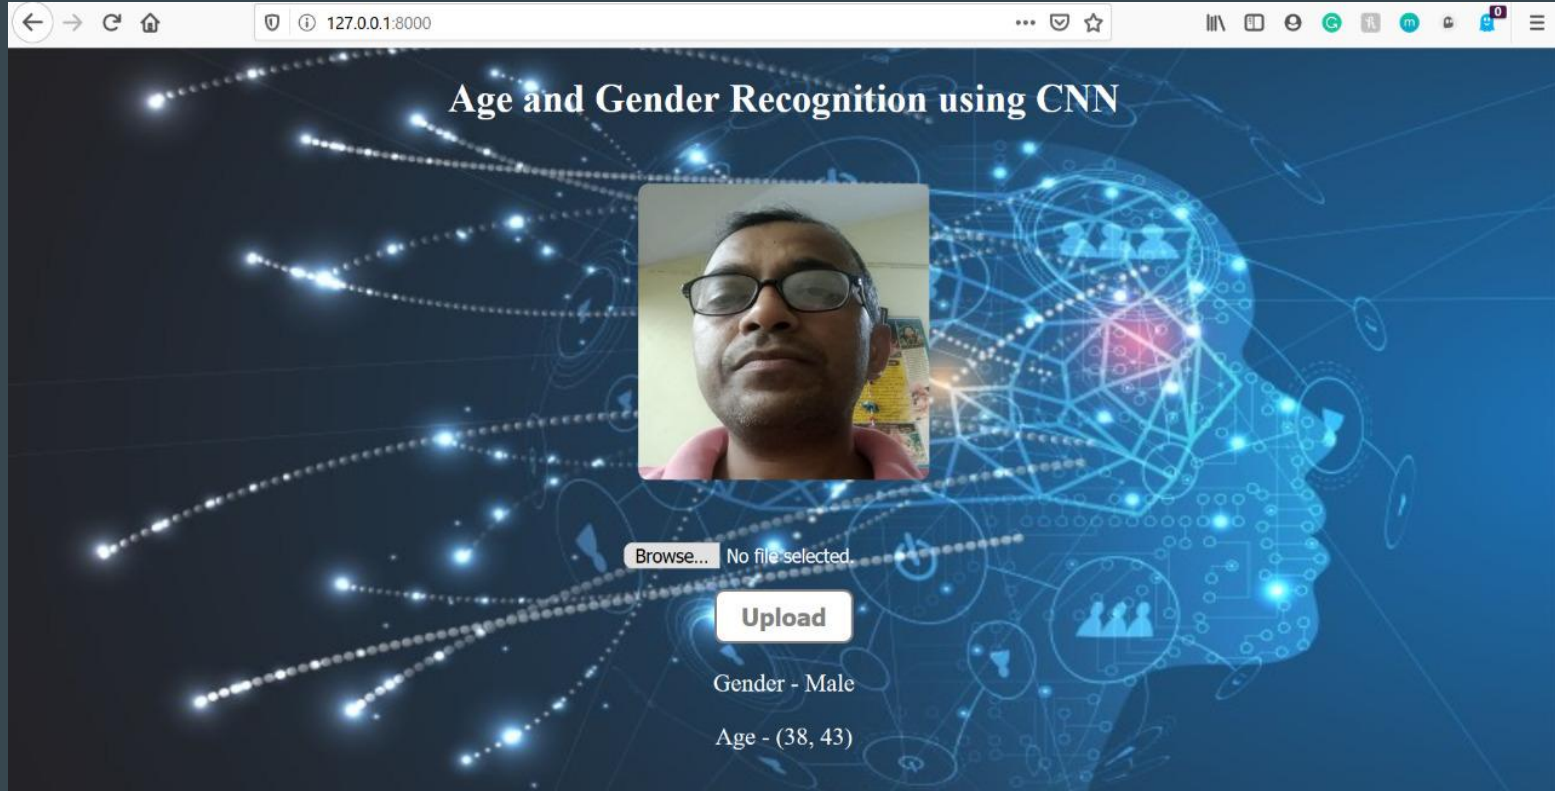 127.0.0.1:8000
0
Age and Gender Recognition using CNN
Browse... No file selected.
Upload
Gender - Male
Age - (38, 43)